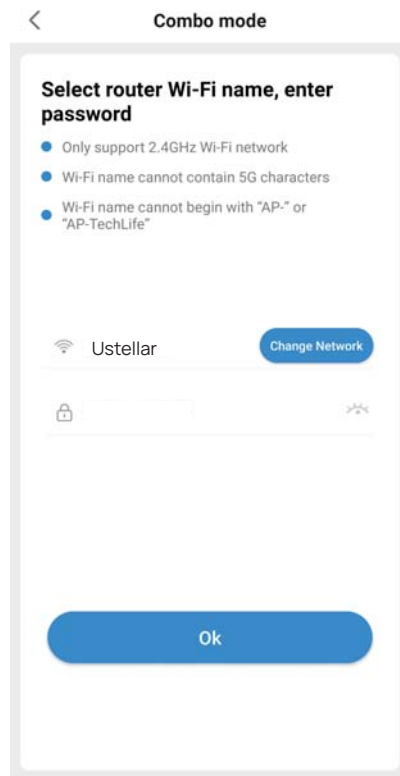 Combo mode
Select router Wi-Fi name, enter
password
Only support 2.4GHz Wi-Fi network
Wi-Fi name cannot contain 5G characters
Wi-Fi name cannot begin with “AP-” or
“AP-TechLife”
Ustellar
Change Network
Ok